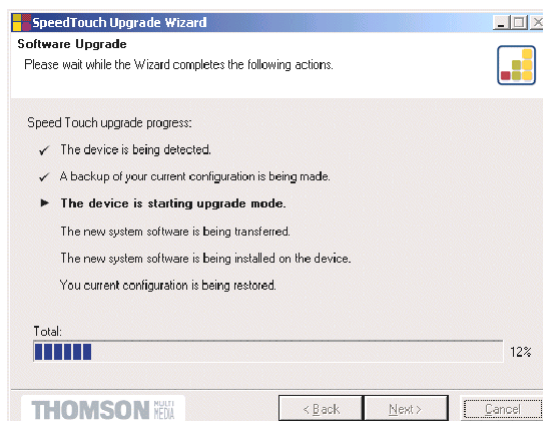 SpeedTouch Upgrade Wizard
Software Upgrade
Please wait while the Wizard completes the following actions.
Speed Touch upgrade progress:
The device is being detected.
A backup of your current configuration is being made.
The device is starting upgrade mode.
The new system software is being transferred.
The new system software is being installed on the device.
You current configuration is being restored.
Total:
12%
THOMSON MULTI MEDIA
< Back Next > Cancel